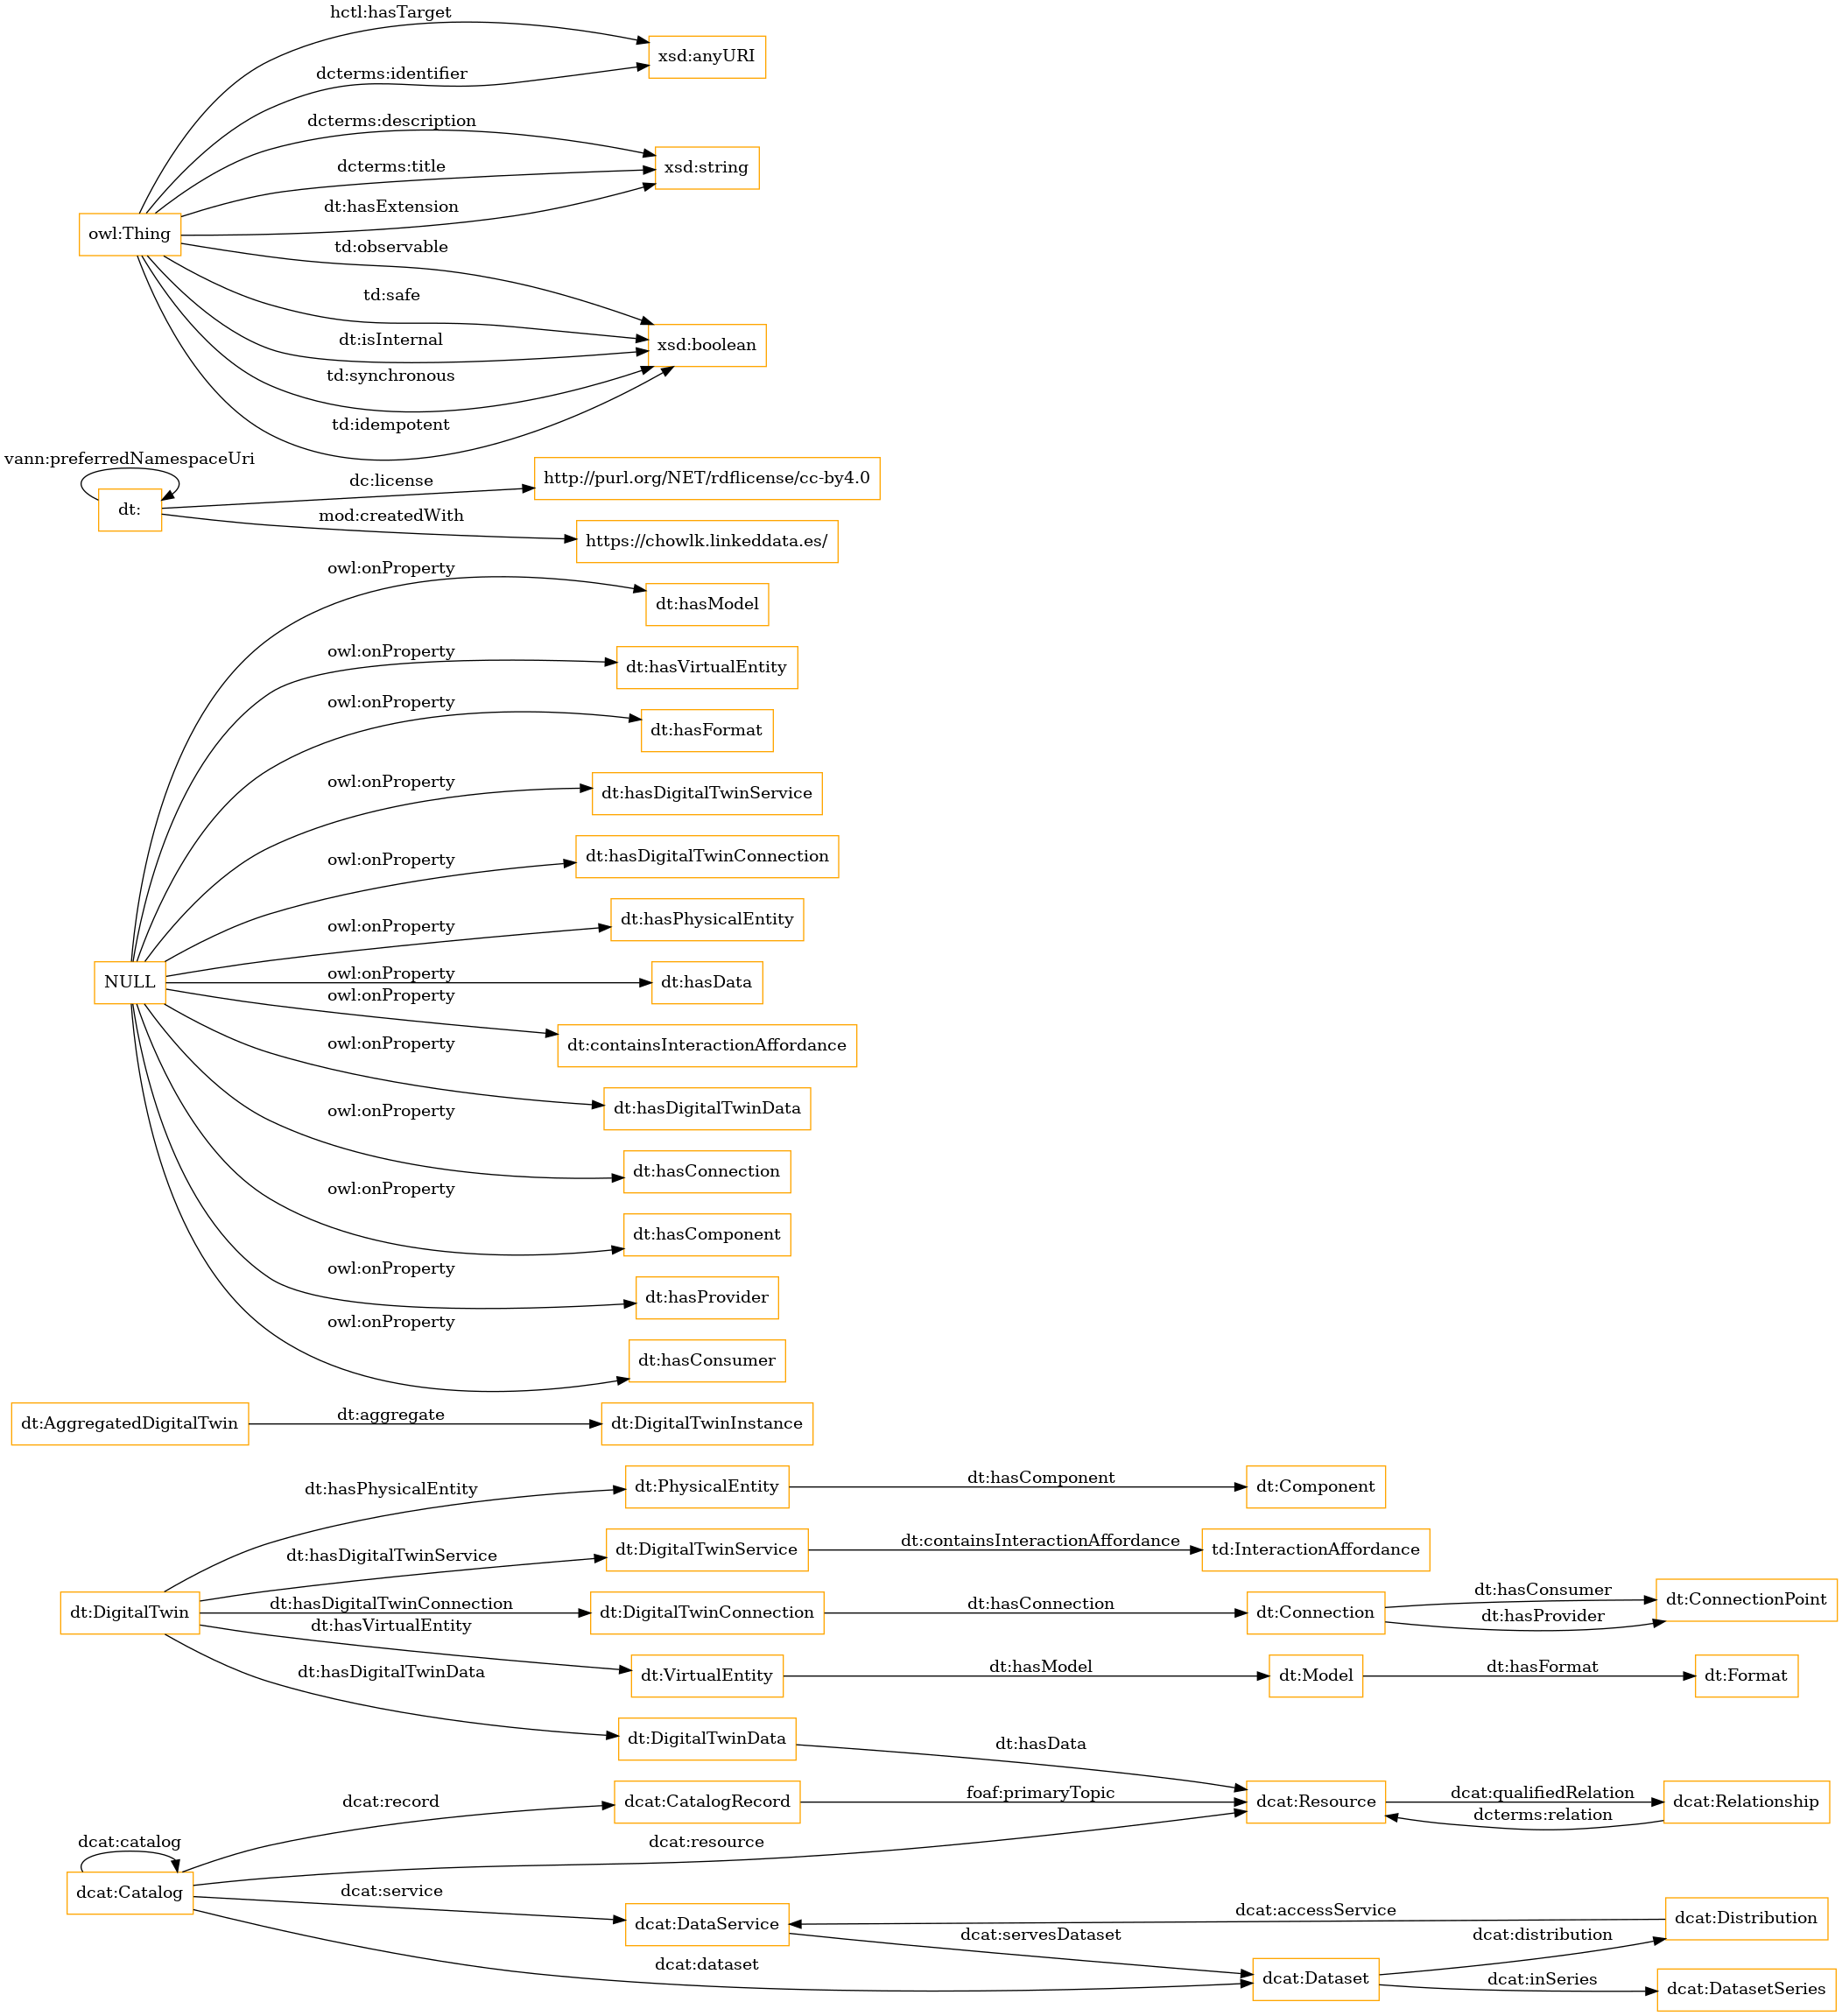 hctl:hasTarget
xsd:anyURI
dcterms:identifier
dcterms:description
dcterms:title
xsd:string
dt:hasExtension
owl:Thing
td:observable
td:safe
dt:isInternal
xsd:boolean
td:synchronous
td:idempotent
vann:preferredNamespaceUri
dt:
dc:license
http://purl.org/NET/rdflicense/cc-by4.0
mod:createdWith
https://chowlk.linkeddata.es/
owl:onProperty
dt:hasModel
owl:onProperty
dt:hasVirtualEntity
owl:onProperty
dt:hasFormat
owl:onProperty
dt:hasDigitalTwinService
owl:onProperty
dt:hasDigitalTwinConnection
owl:onProperty
dt:hasPhysicalEntity
NULL
owl:onProperty
dt:hasData
owl:onProperty
dt:containsInteractionAffordance
owl:onProperty
dt:hasDigitalTwinData
owl:onProperty
dt:hasConnection
owl:onProperty
dt:hasComponent
owl:onProperty
dt:hasProvider
owl:onProperty
dt:hasConsumer
dt:AggregatedDigitalTwin
dt:aggregate
dt:DigitalTwinInstance
dt:hasPhysicalEntity
dt:PhysicalEntity
dt:hasComponent
dt:Component
dt:hasDigitalTwinService
dt:DigitalTwinService
dt:containsInteractionAffordance
td:InteractionAffordance
dt:DigitalTwin
dt:hasDigitalTwinConnection
dt:DigitalTwinConnection
dt:hasConnection
dt:Connection
dt:hasConsumer
dt:hasProvider
dt:ConnectionPoint
dt:hasVirtualEntity
dt:VirtualEntity
dt:hasModel
dt:Model
dt:hasFormat
dt:Format
dt:hasDigitalTwinData
dt:DigitalTwinData
dt:hasData
dcat:record
dcat:CatalogRecord
foaf:primaryTopic
dcat:Resource
dcat:qualifiedRelation
dcterms:relation
dcat:Relationship
dcat:catalog
dcat:Catalog
dcat:resource
dcat:service
dcat:DataService
dcat:accessService
dcat:servesDataset
dcat:Distribution
dcat:distribution
dcat:dataset
dcat:Dataset
dcat:inSeries
dcat:DatasetSeries